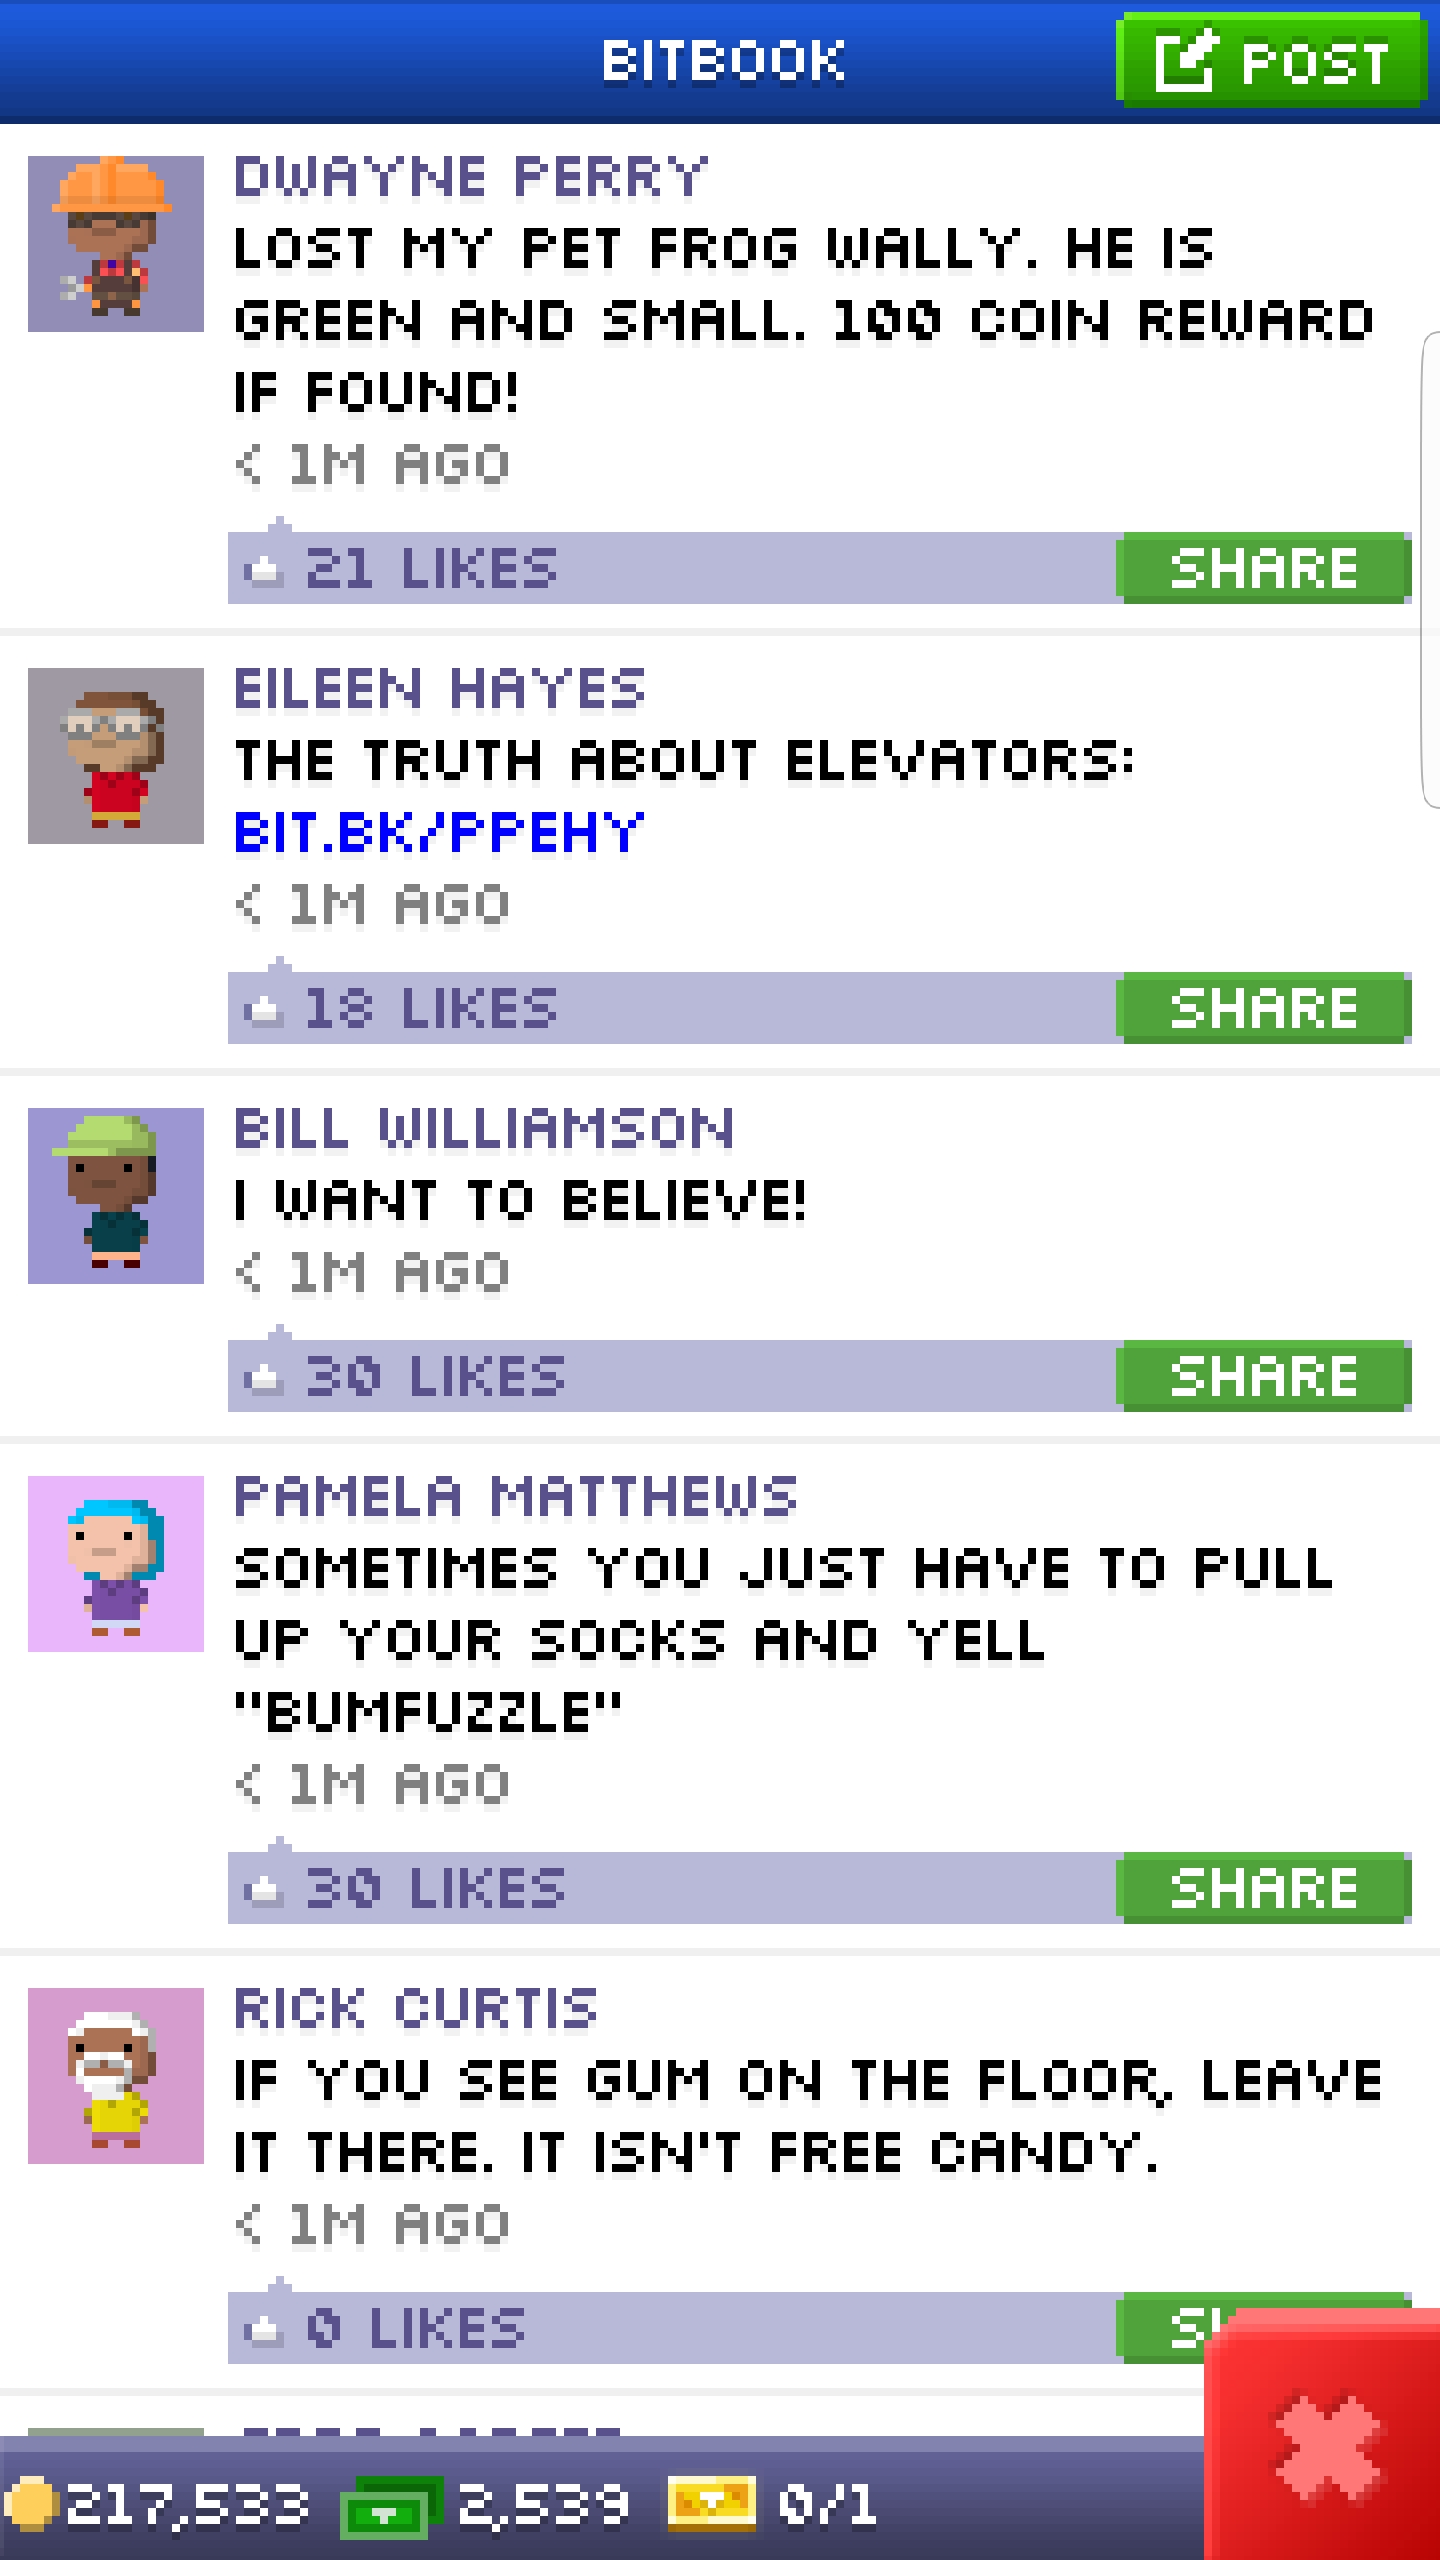 BITBOOK
POST
DWAYNE PERRY
LOST MY PET FROG WALLY. HE IS
GREEN AND SMALL. 100 COIN REWARD
IF FOUND!
< 1M AGO
21 LIKES
SHARE
EILEEN HAYES
THE TRUTH ABOUT ELEVATORS:
BIT.BK/PPEHY
< 1M AGO
18 LIKES
SHARE
BILL WILLIAMSON
I WANT TO BELIEVE!
< 1M AGO
30 LIKES
SHARE
PAMELA MATTHEWS
SOMETIMES YOU JUST HAVE TO PULL
UP YOUR SOCKS AND YELL
"BUMFUZZLE"
< 1M AGO
30 LIKES
SHARE
RICK CURTIS
IF YOU SEE GUM ON THE FLOOR, LEAVE
IT THERE. IT ISN'T FREE CANDY.
< 1M AGO
0 LIKES
217,533 2,539 0/1